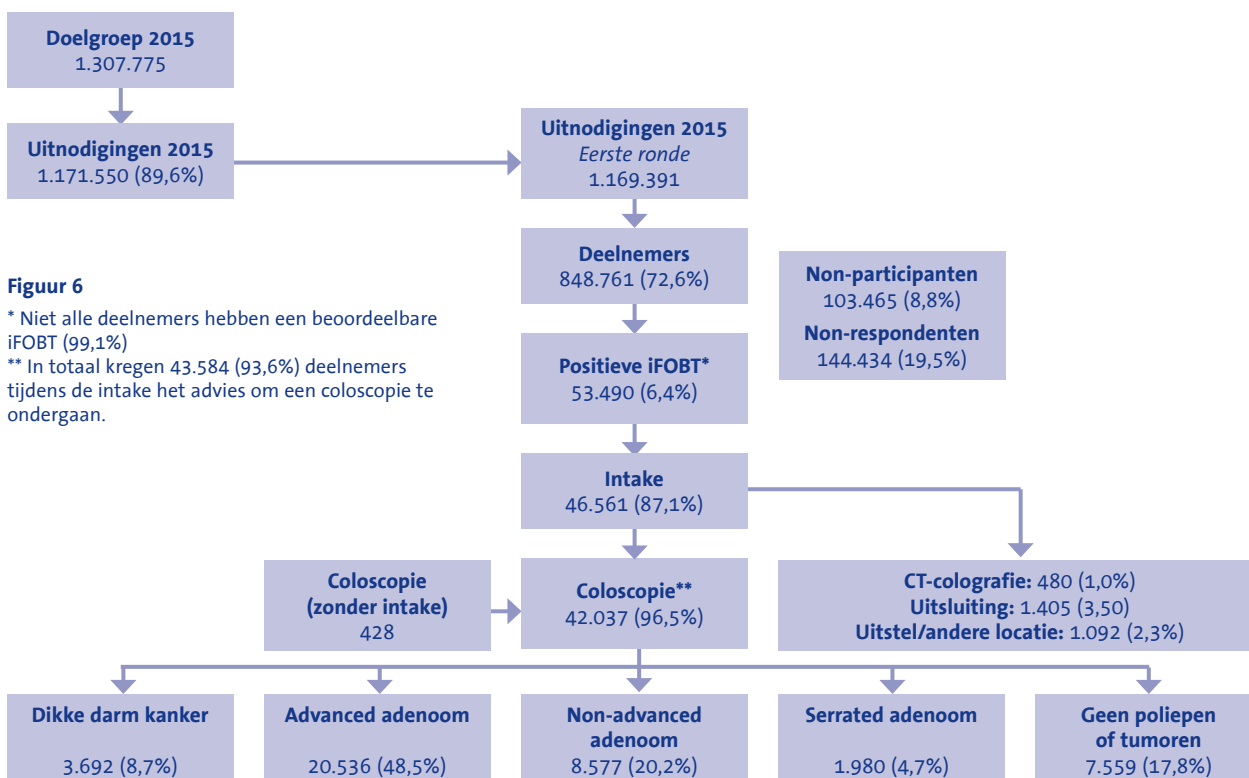 Doelgroep 2015
1.307.775
Uitnodigingen 2015
1.171.550 (89,6%)
Uitnodigingen 2015
Eerste ronde
1.169.391
Deelnemers
848.761 (72,6%)
Non-participanten
103.465 (8,8%)
Non-respondenten
144.434 (19,5%)
Figuur 6
* Niet alle deelnemers hebben een beoordeelbare
iFOBT (99,1%)
** In totaal kregen 43.584 (93,6%) deelnemers
tijdens de intake het advies om een coloscopie te
ondergaan.
Positieve iFOBT*
53.490 (6,4%)
Intake
46.561 (87,1%)
Coloscopie
(zonder intake)
428
Coloscopie**
42.037 (96,5%)
CT-colografie: 480 (1,0%)
Uitsluiting: 1.405 (3,50)
Uitstel/andere locatie: 1.092 (2,3%)
Dikke darm kanker
3.692 (8,7%)
Advanced adenoom
20.536 (48,5%)
Non-advanced
adenoom
8.577 (20,2%)
Serrated adenoom
1.980 (4,7%)
Geen poliepen
of tumoren
7.559 (17,8%)